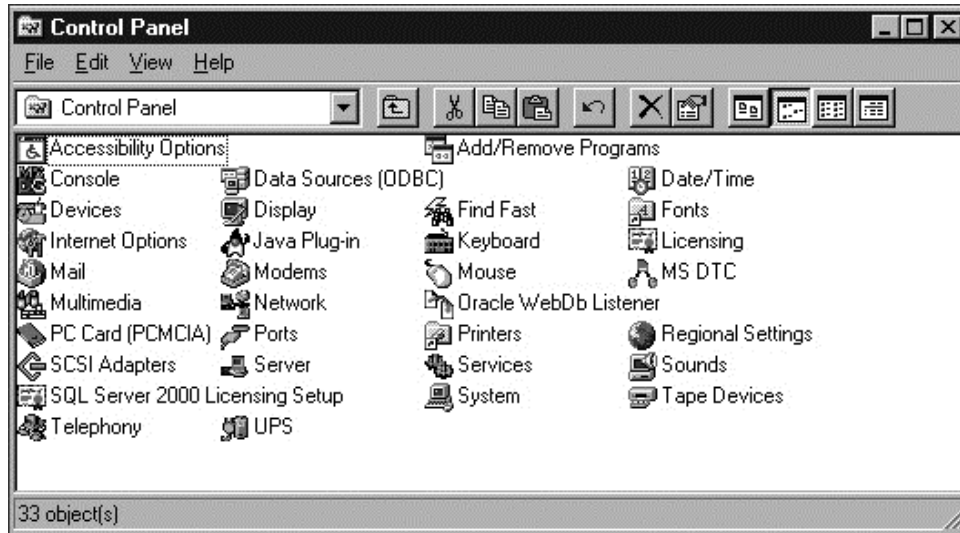 Control Panel
File Edit View Help
Control Panel
Accessibility Options Add/Remove Programs
Console Data Sources (ODBC) Date/Time
Devices Display Find Fast Fonts
Internet Options Java Plug-in Keyboard Licensing
Mail Modems Mouse MS DTC
Multimedia Network Oracle WebDb Listener
PC Card (PCMCIA) Ports Printers Regional Settings
SCSI Adapters Server Services Sounds
SQL Server 2000 Licensing Setup System Tape Devices
Telephony UPS
33 object(s)